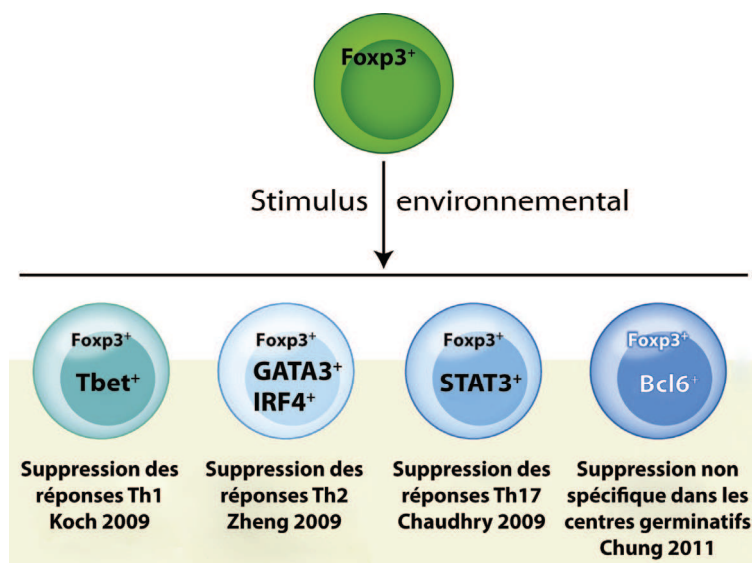 Foxp3⁺
Stimulus environnemental
Foxp3⁺
Tbet⁺
Foxp3⁺
GATA3⁺
IRF4⁺
Foxp3⁺
STAT3⁺
Foxp3⁺
Bcl6⁺
Suppression des
réponses Th1
Koch 2009
Suppression des
réponses Th2
Zheng 2009
Suppression des
réponses Th17
Chaudhry 2009
Suppression non
spécifique dans les
centres germinatifs
Chung 2011